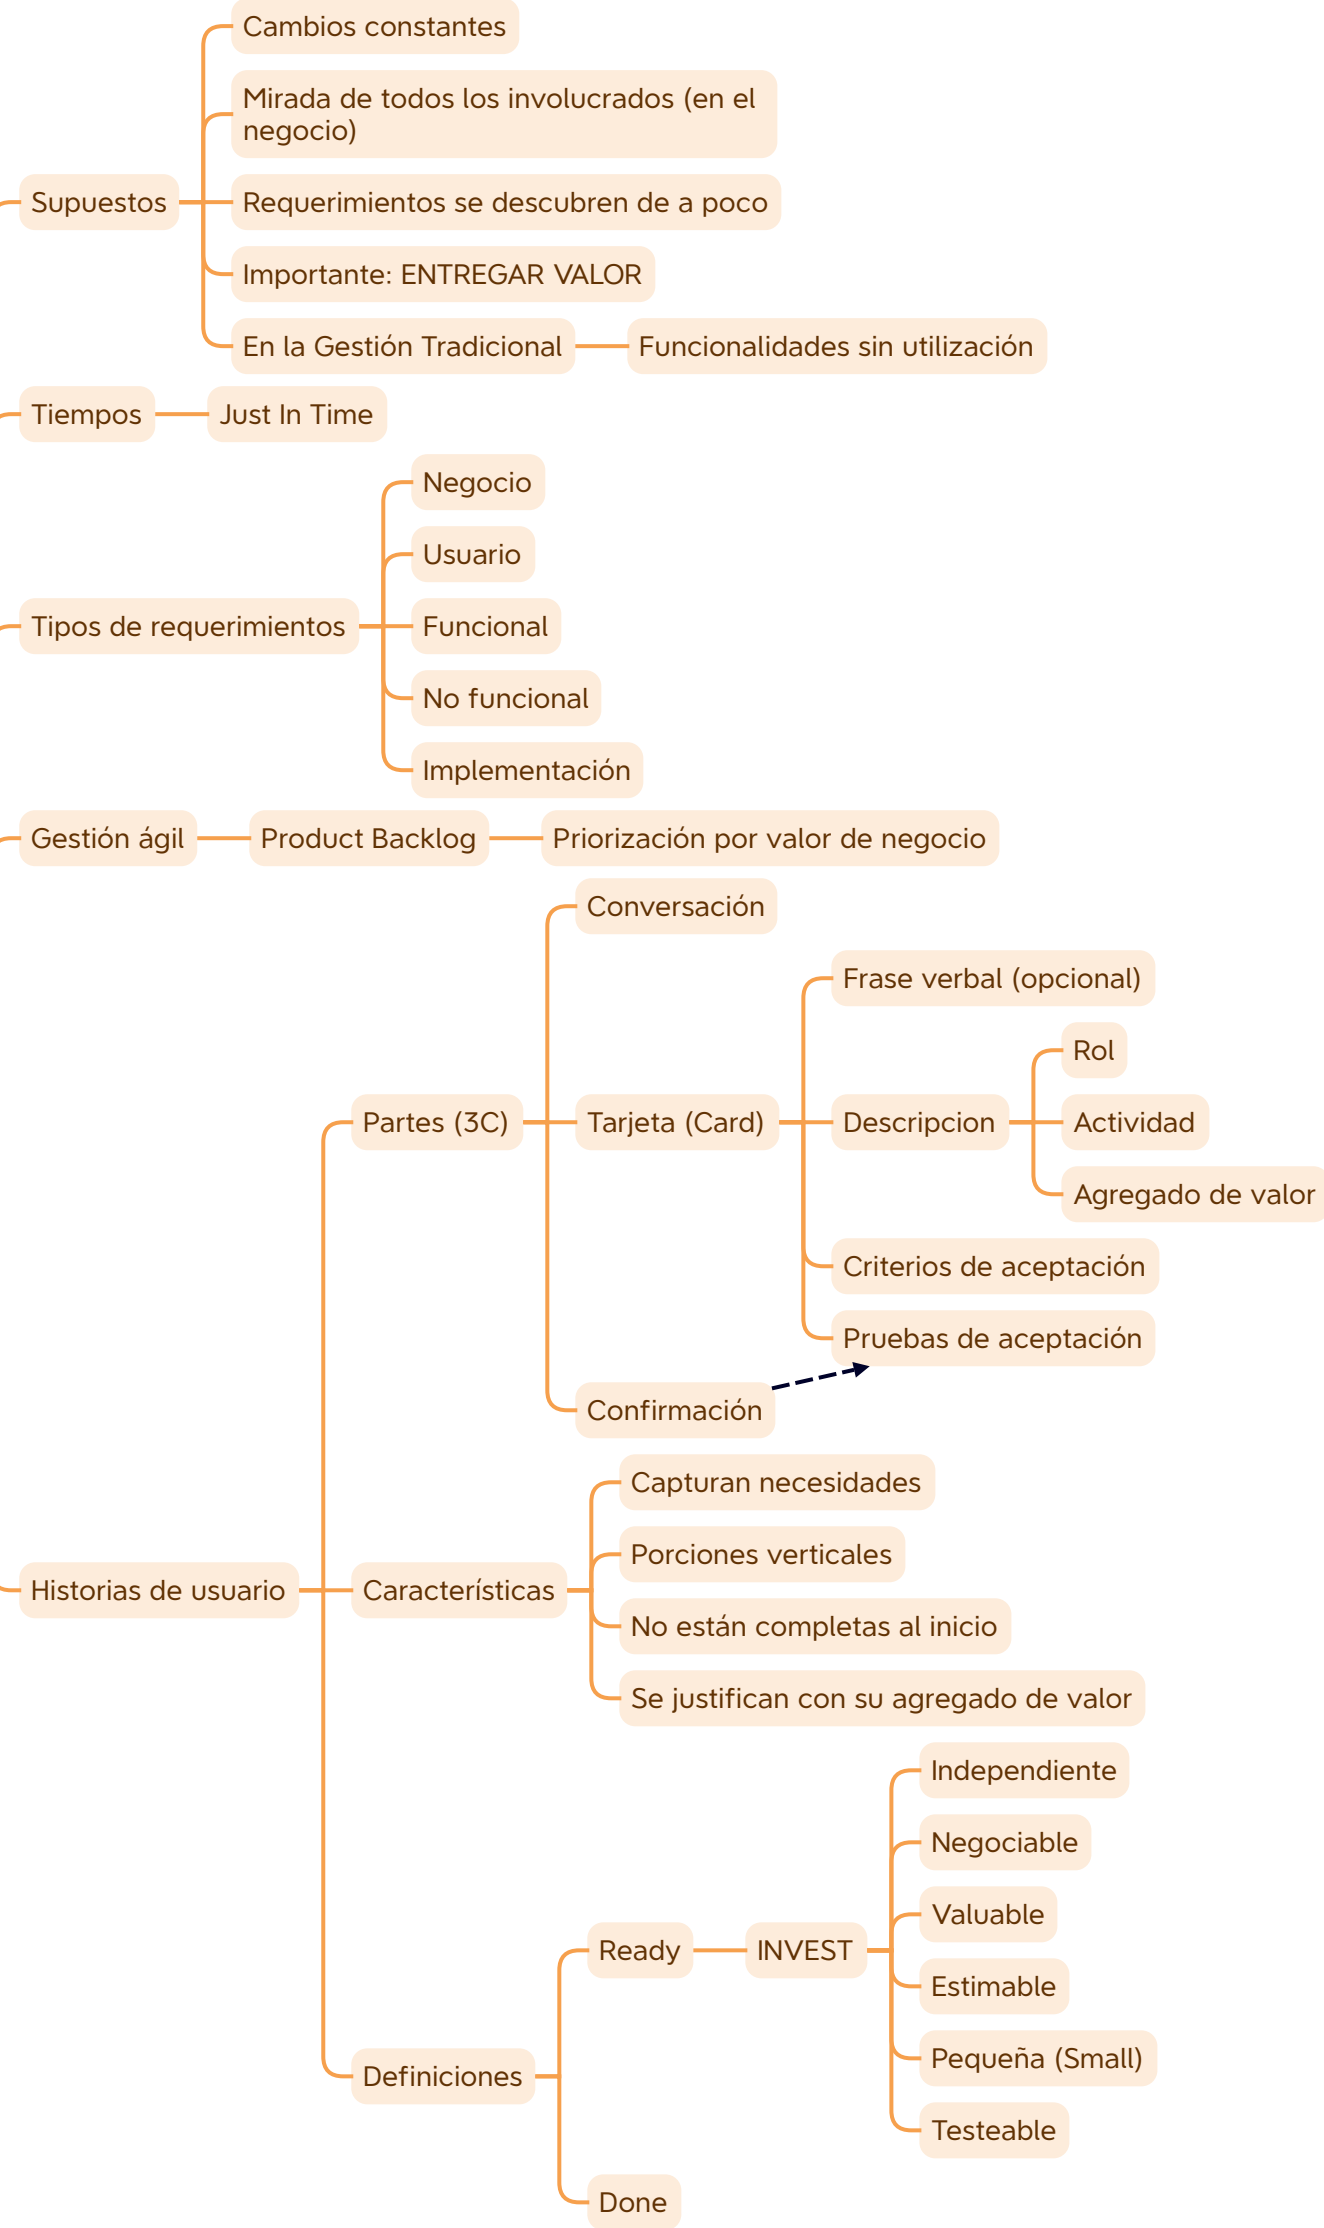 Cambios constantes
Mirada de todos los involucrados (en el
negocio)
Supuestos
Requerimientos se descubren de a poco
Importante: ENTREGAR VALOR
En la Gestión Tradicional
Funcionalidades sin utilización
Tiempos
Just In Time
Negocio
Usuario
Tipos de requerimientos
Funcional
No funcional
Implementación
Gestión ágil
Product Backlog
Priorización por valor de negocio
Conversación
Frase verbal (opcional)
Rol
Partes (3C)
Tarjeta (Card)
Descripcion
Actividad
Agregado de valor
Criterios de aceptación
Pruebas de aceptación
Confirmación
Capturan necesidades
Porciones verticales
Historias de usuario
Características
No están completas al inicio
Se justifican con su agregado de valor
Independiente
Negociable
Valuable
Ready
INVEST
Estimable
Pequeña (Small)
Definiciones
Testeable
Done